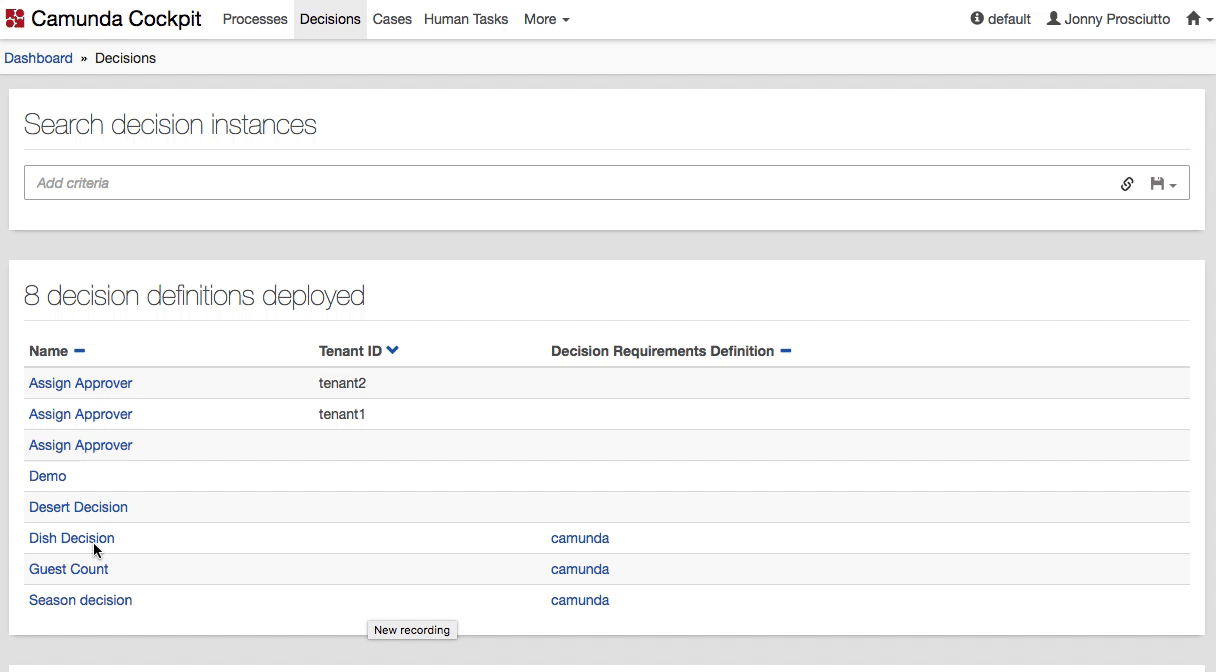 Camunda Cockpit Processes Decisions Cases Human Tasks More default Jonny Prosciutto
Dashboard » Decisions
Search decision instances
Add criteria
8 decision definitions deployed
Name Tenant ID Decision Requirements Definition
Assign Approver tenant2
Assign Approver tenant1
Assign Approver
Demo
Desert Decision
Dish Decision camunda
Guest Count camunda
Season decision camunda
New recording